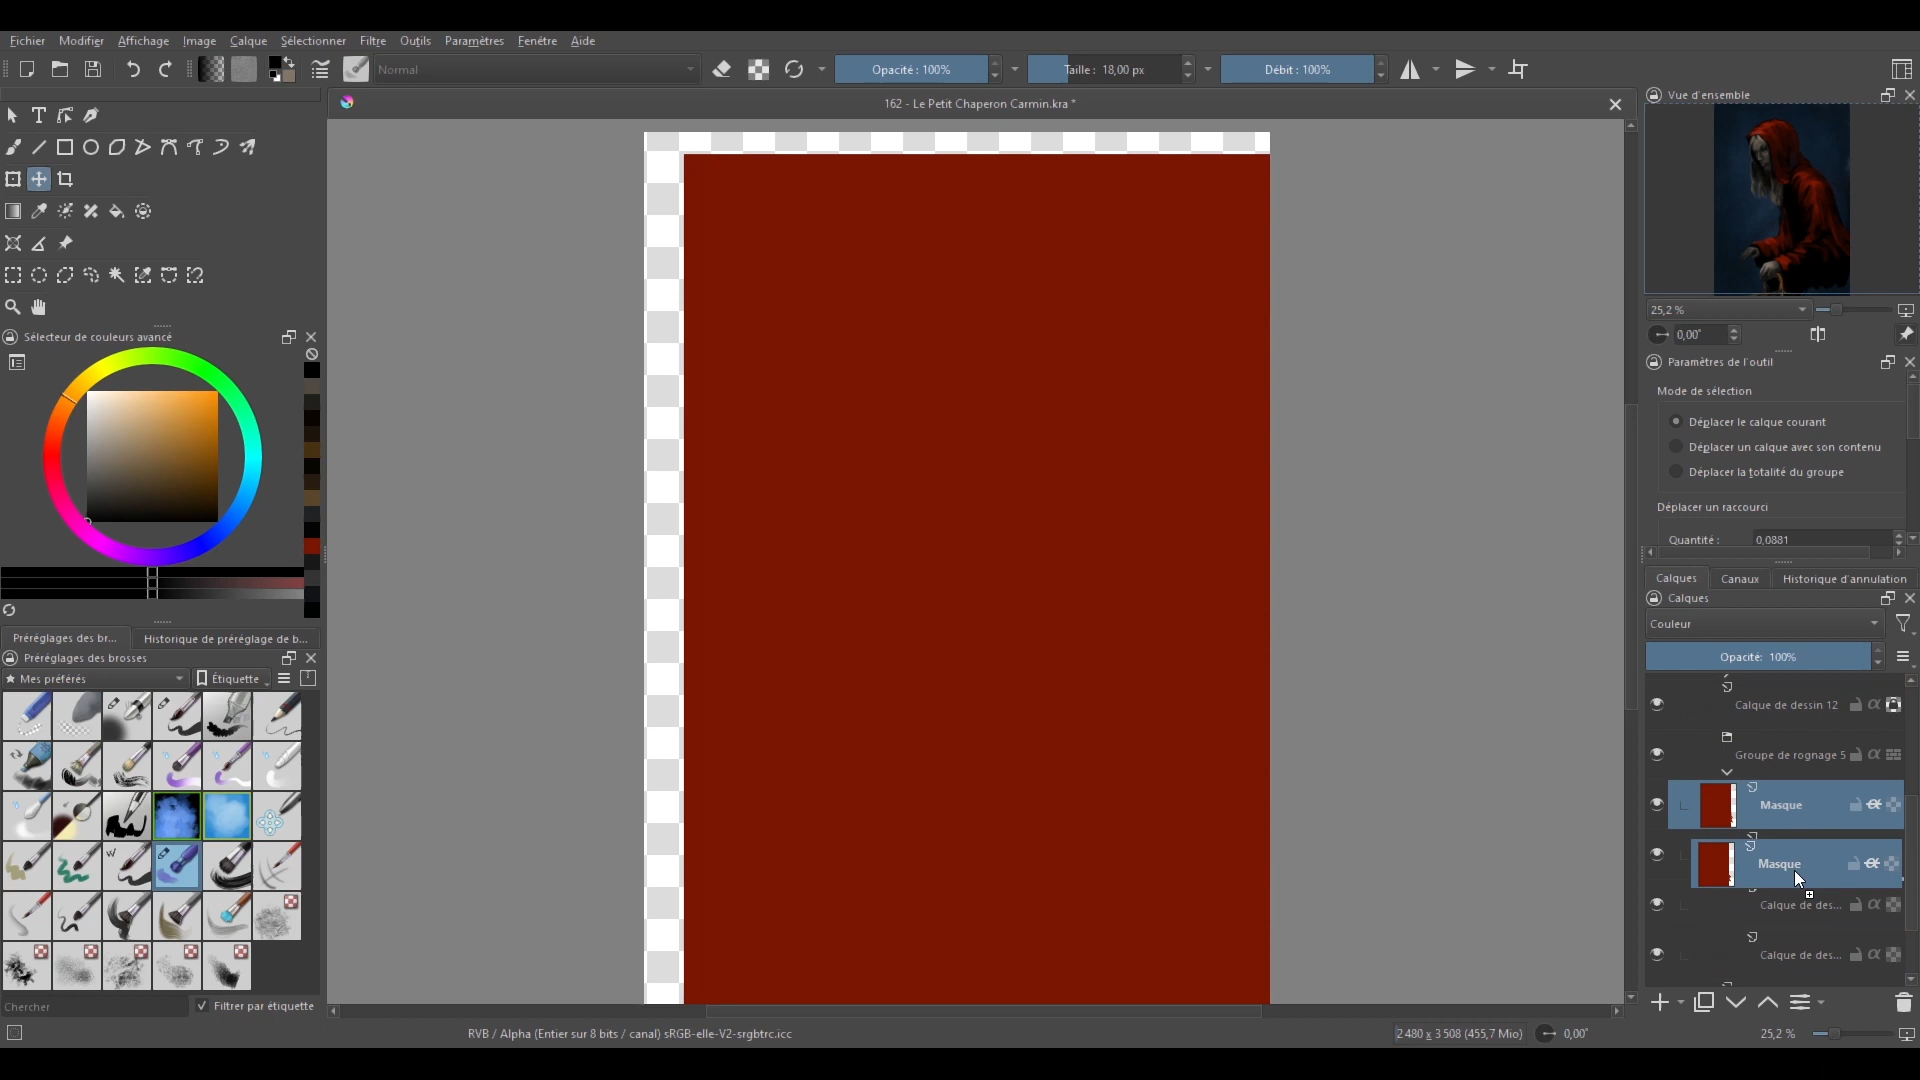 Fichier Modifier Affichage Image Calque Sélectionner Filtre Outils Paramètres Fenêtre Aide
Normal
Opacité : 100%
Taille : 18,00 px
Débit : 100%
162 - Le Petit Chaperon Carmin.kra *
Vue d'ensemble
25,2 %
0,00°
Sélecteur de couleurs avancé
Paramètres de l'outil
Mode de sélection
Déplacer le calque courant
Déplacer un calque avec son contenu
Déplacer la totalité du groupe
Déplacer un raccourci
Quantité : 0,0881
Calques Canaux Historique d'annulation
Calques
Couleur
Opacité: 100%
Préréglages des br... Historique de préréglage de b...
Préréglages des brosses
Mes préférés
Étiquette
Calque de dessin 12
Groupe de rognage 5
Masque
Masque
Calque de des...
Calque de des...
Chercher
Filtrer par étiquette
RVB / Alpha (Entier sur 8 bits / canal) sRGB-elle-V2-srgbtrc.icc
2 480 x 3 508 (455,7 Mio)
0,00°
25,2 %